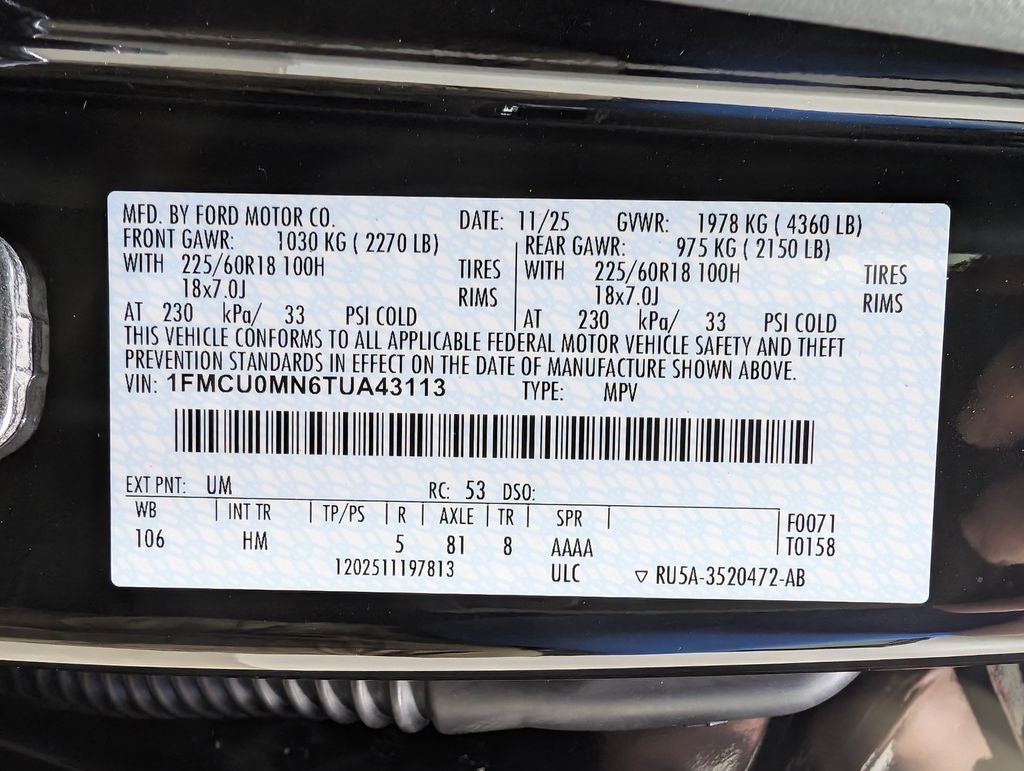 MFD. BY FORD MOTOR CO. DATE: 11/25 GVWR: 1978 KG ( 4360 LB)
FRONT GAWR: 1030 KG ( 2270 LB) REAR GAWR: 975 KG ( 2150 LB)
WITH 225/60R18 100H TIRES WITH 225/60R18 100H TIRES
18x7.0J RIMS 18x7.0J RIMS
AT 230 kPa/ 33 PSI COLD AT 230 kPa/ 33 PSI COLD
THIS VEHICLE CONFORMS TO ALL APPLICABLE FEDERAL MOTOR VEHICLE SAFETY AND THEFT
PREVENTION STANDARDS IN EFFECT ON THE DATE OF MANUFACTURE SHOWN ABOVE.
VIN: 1FMCU0MN6TUA43113 TYPE: MPV
EXT PNT: UM RC: 53 DSO:
WB INT TR TP/PS R AXLE TR SPR F0071
106 HM 5 81 8 AAAA T0158
1202511197813 ULC ▽ RU5A-3520472-AB